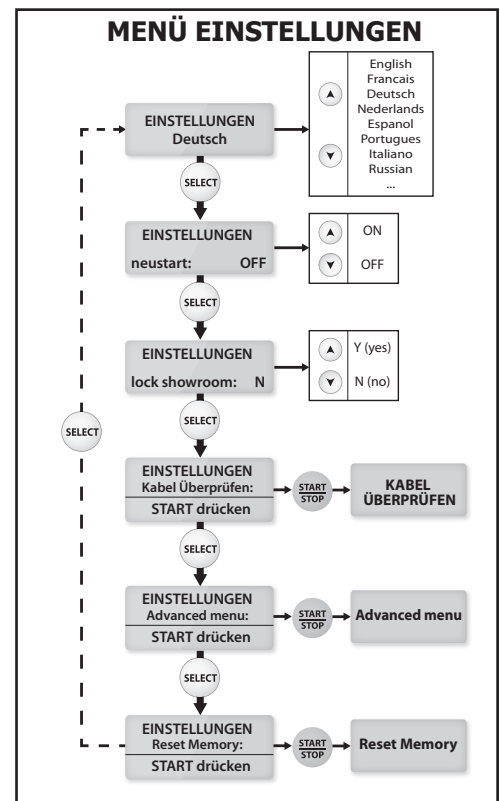 MENÜ EINSTELLUNGEN
EINSTELLUNGEN
Deutsch
English
Francais
Deutsch
Nederlands
Espanol
Portugues
Italiano
Russian
...
SELECT
EINSTELLUNGEN
neustart: OFF
ON
OFF
SELECT
EINSTELLUNGEN
lock showroom: N
Y (yes)
N (no)
SELECT
SELECT
EINSTELLUNGEN
Kabel Überprüfen:
START drücken
START
STOP
KABEL
ÜBERPRÜFEN
SELECT
EINSTELLUNGEN
Advanced menu:
START drücken
START
STOP
Advanced menu
SELECT
EINSTELLUNGEN
Reset Memory:
START drücken
START
STOP
Reset Memory